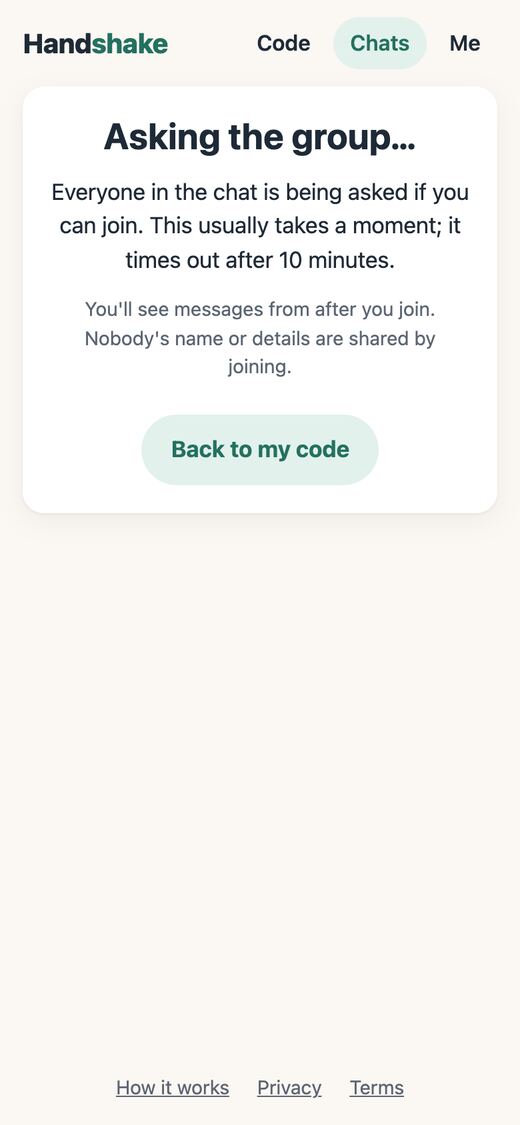 Handshake Code Chats Me
Asking the group...
Everyone in the chat is being asked if you
can join. This usually takes a moment; it
times out after 10 minutes.
You'll see messages from after you join.
Nobody's name or details are shared by
joining.
Back to my code
How it works Privacy Terms